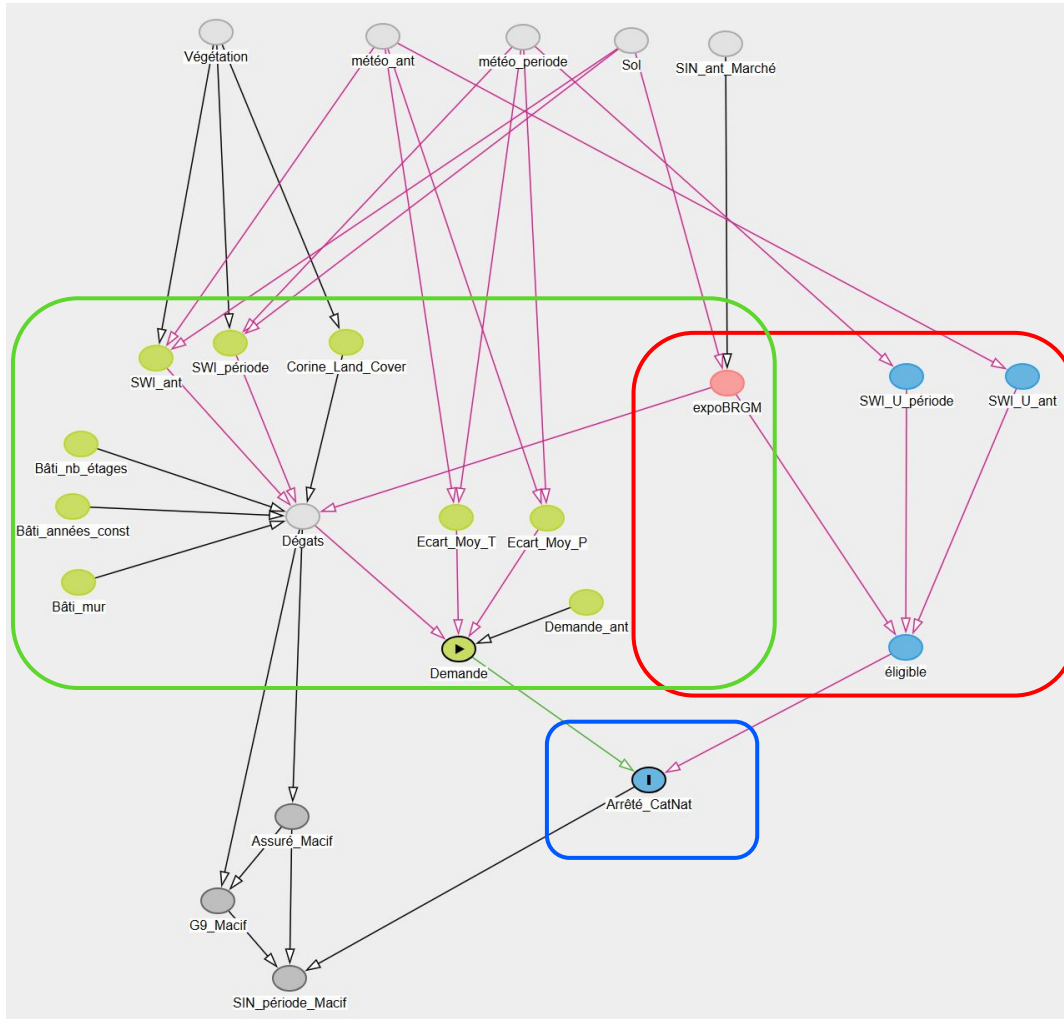 Végétation
météo_ant
météo_periode
Sol
SIN_ant_Marché
SWI_ant
SWI_période
Corine_Land_Cover
expoBRGM
SWI_U_période
SWI_U_ant
Bâti_nb_étages
Bâti_années_const
Dégats
Ecart_Moy_T
Ecart_Moy_P
Bâti_mur
Demande_ant
Demande
éligible
Arrêté_CatNat
Assuré_Macif
G9_Macif
SIN_période_Macif